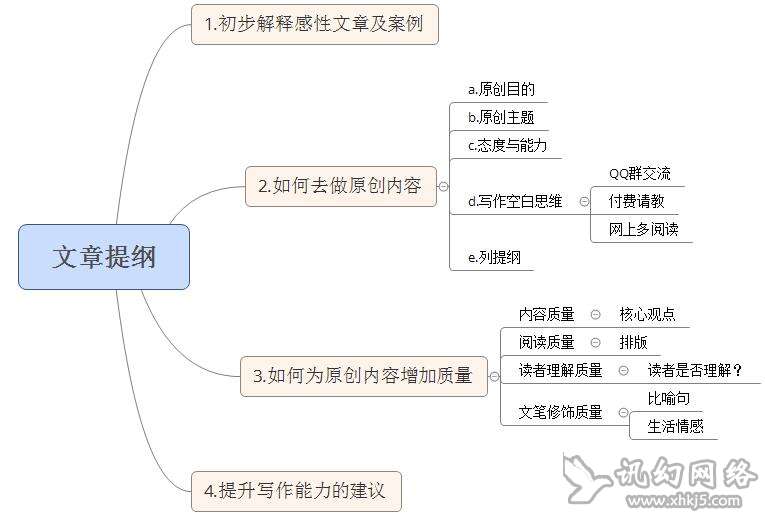 文章提纲
1.初步解释感性文章及案例
2.如何去做原创内容
a.原创目的
b.原创主题
c.态度与能力
d.写作空白思维
QQ群交流
付费请教
网上多阅读
e.列提纲
3.如何为原创内容增加质量
内容质量
核心观点
阅读质量
排版
读者理解质量
读者是否理解？
文笔修饰质量
比喻句
生活情感
4.提升写作能力的建议
讯幻网络
www.xhkj5.com